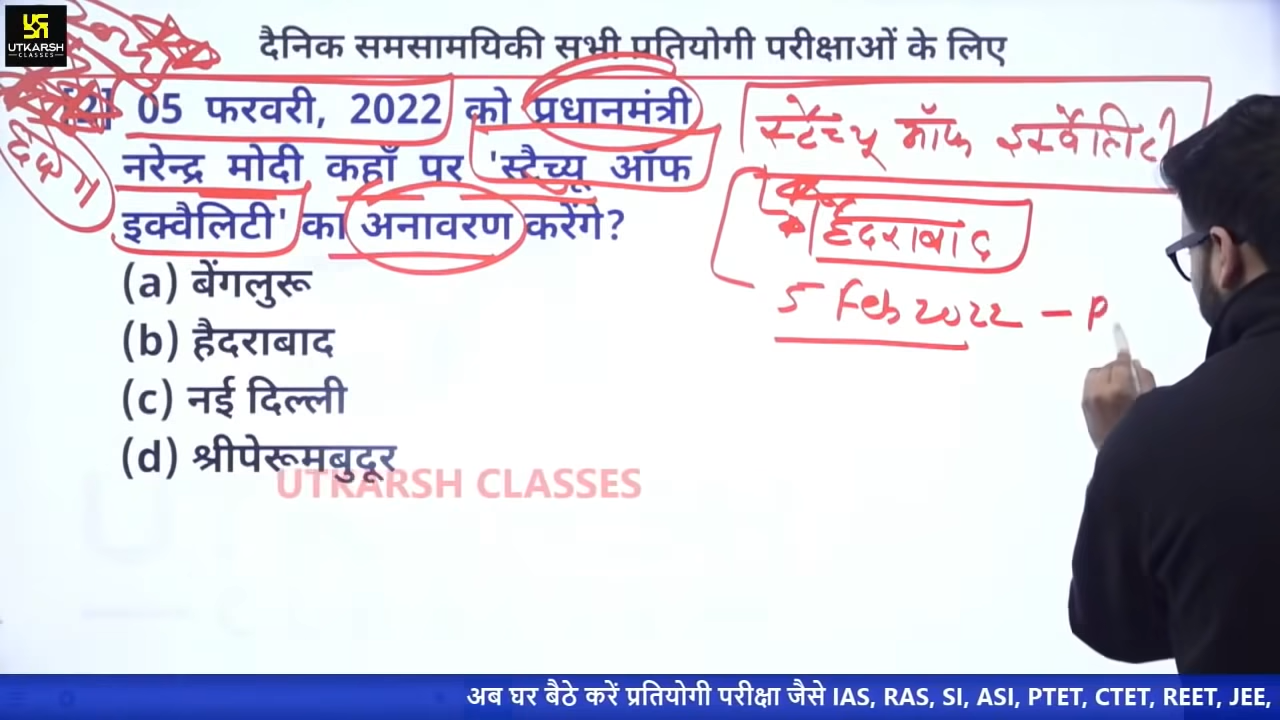 UTKARSH
CLASSES
दैनिक समसामयिकी सभी प्रतियोगी परीक्षाओं के लिए
[2] 05 फरवरी, 2022 को प्रधानमंत्री
नरेन्द्र मोदी कहाँ पर 'स्टैच्यू ऑफ
इक्वैलिटी' का अनावरण करेंगे?
(a) बेंगलुरू
(b) हैदराबाद
(c) नई दिल्ली
(d) श्रीपेरूमबुदूर
स्टैच्यू ऑफ इक्वैलिटी
हैदराबाद
5 Feb 2022 – P
UTKARSH CLASSES
अब घर बैठे करें प्रतियोगी परीक्षा जैसे IAS, RAS, SI, ASI, PTET, CTET, REET, JEE,